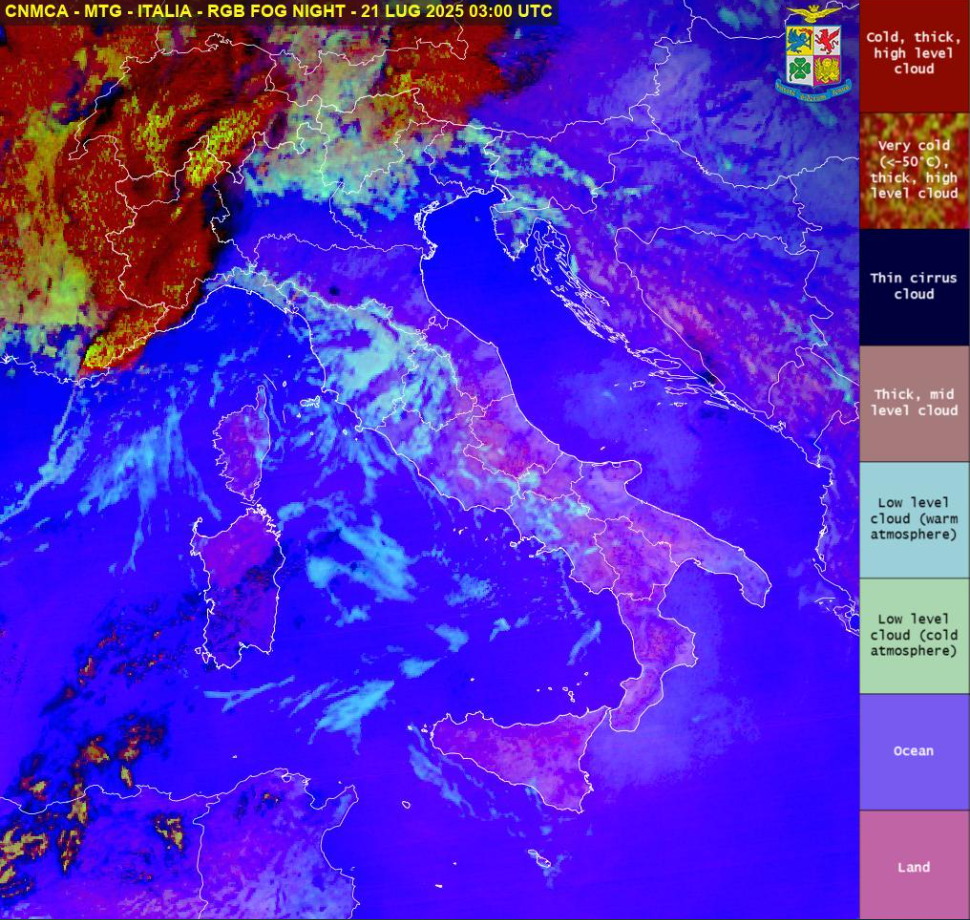 CNMCA - MTG - ITALIA - RGB FOG NIGHT - 21 LUG 2025 03:00 UTC
Cold, thick,
high level
cloud
Very cold
(<-50°C),
thick, high
level cloud
Thin cirrus
cloud
Thick, mid
level cloud
Low level
cloud (warm
atmosphere)
Low level
cloud (cold
atmosphere)
Ocean
Land